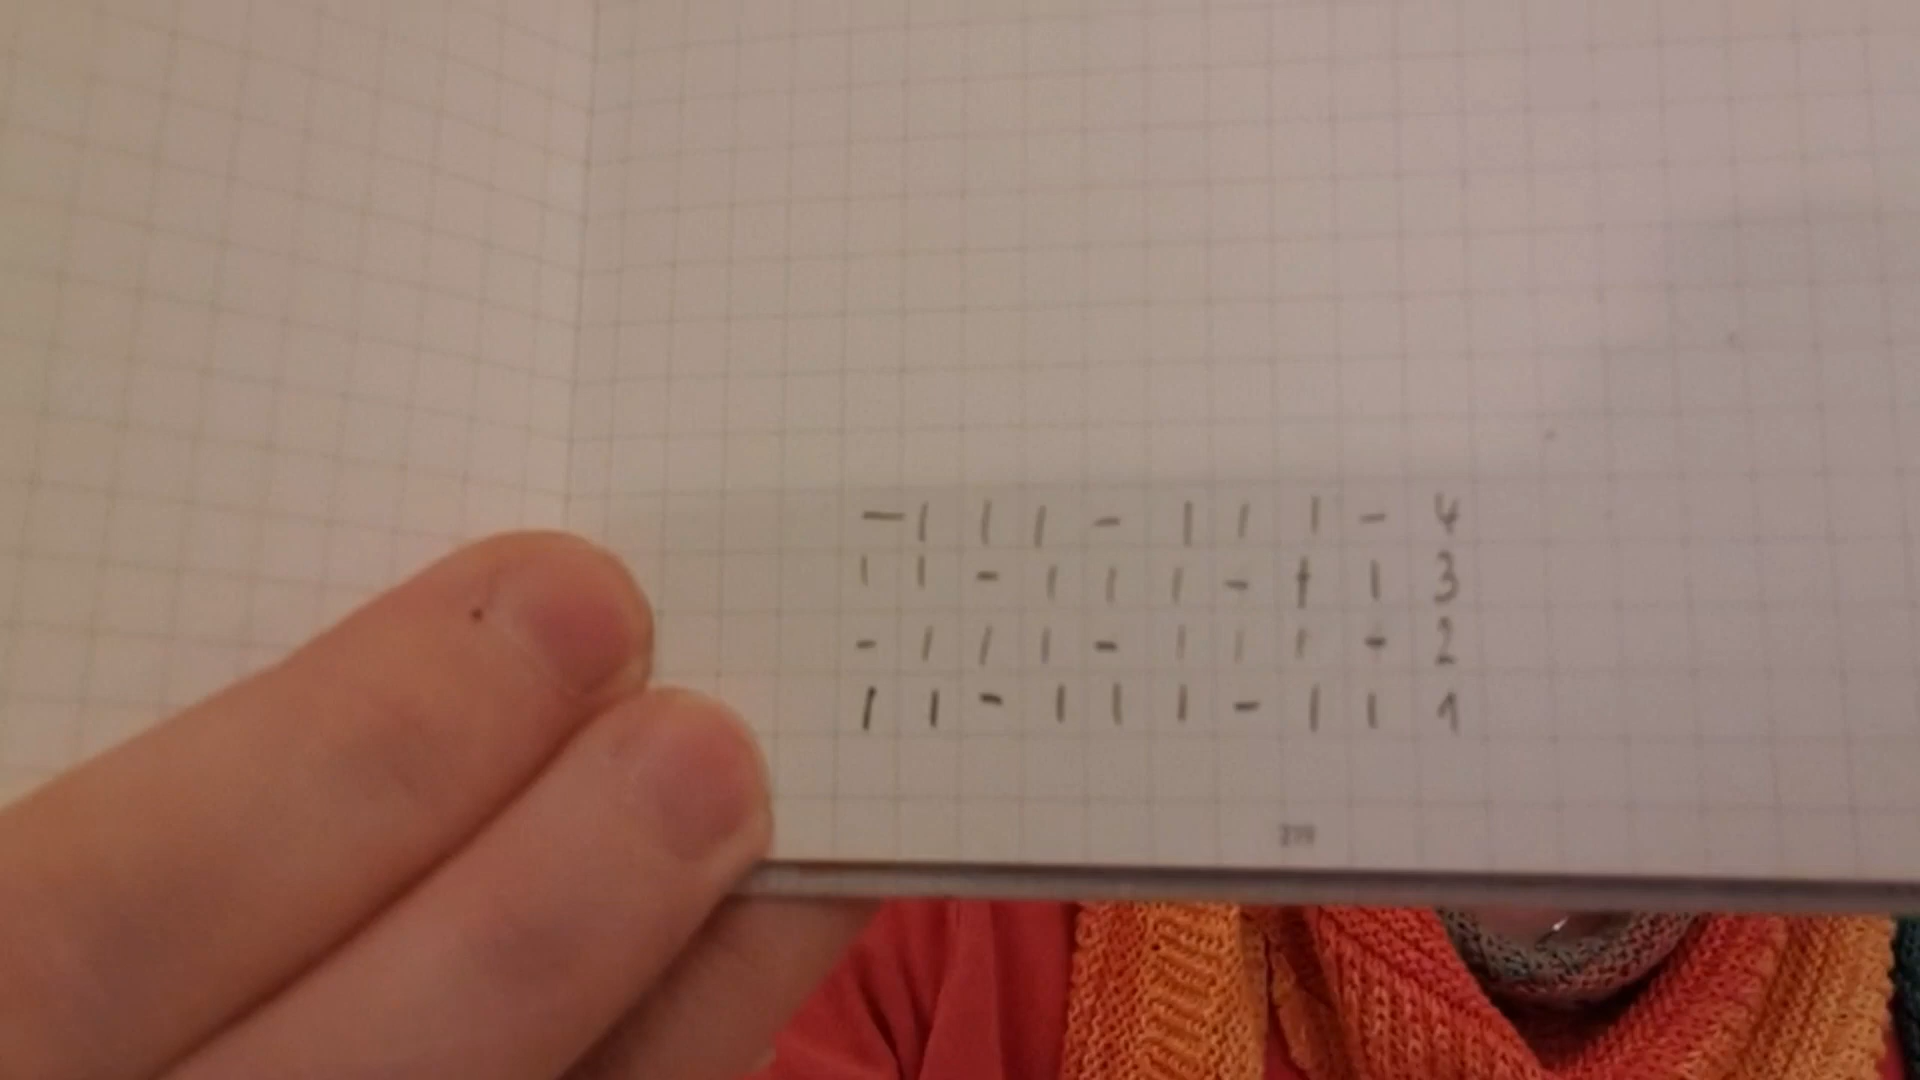 — | | | - | | | - 4
| | - | | | - † | 3
- | | | - | | | - 2
| | - | | | - | | 1